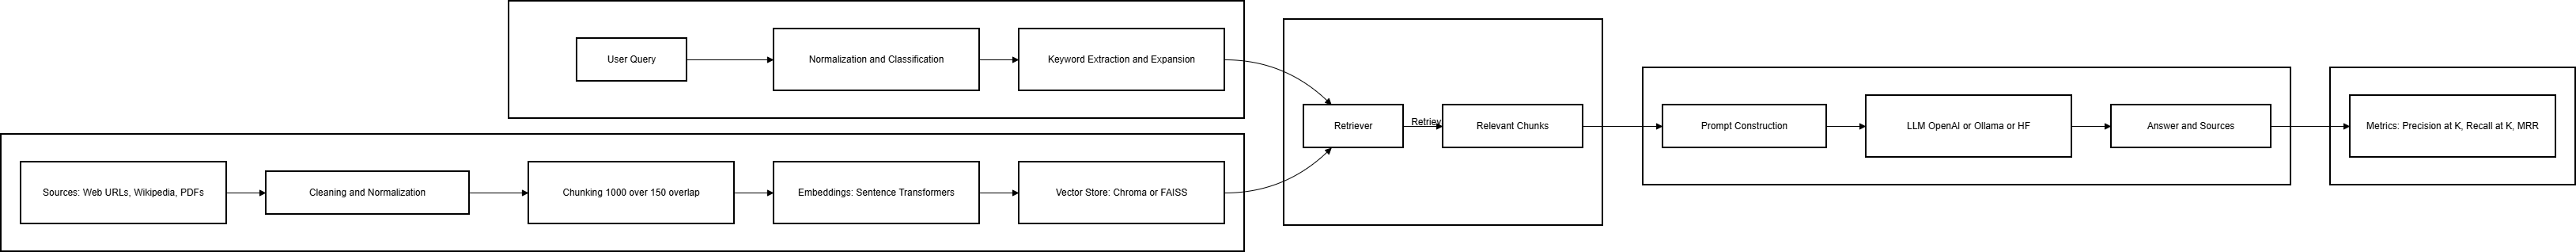 User Query
Normalization and Classification
Keyword Extraction and Expansion
Sources: Web URLs, Wikipedia, PDFs
Cleaning and Normalization
Chunking 1000 over 150 overlap
Embeddings: Sentence Transformers
Vector Store: Chroma or FAISS
Retriever
Retriev
Relevant Chunks
Prompt Construction
LLM OpenAI or Ollama or HF
Answer and Sources
Metrics: Precision at K, Recall at K, MRR